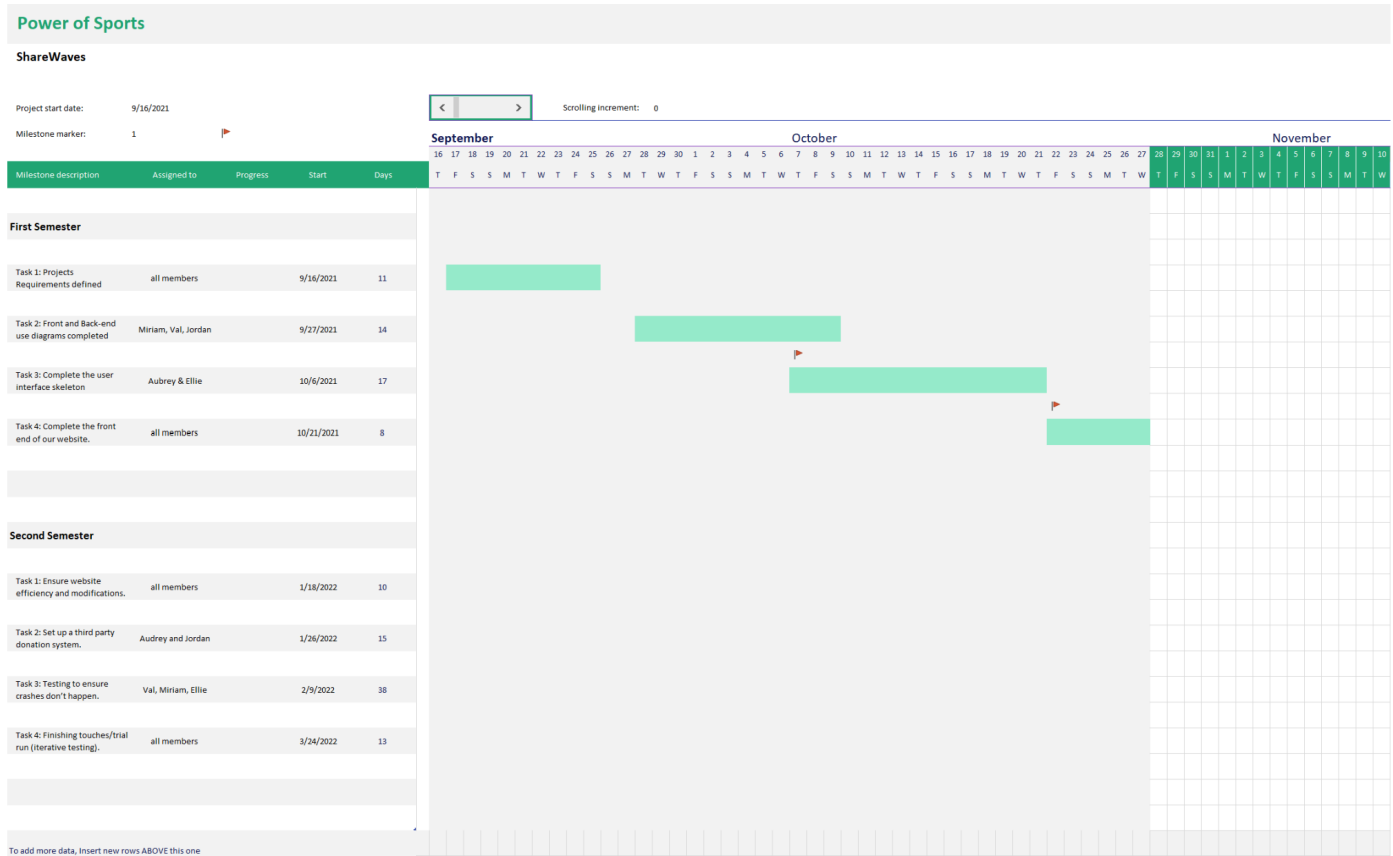 Power of Sports
ShareWaves
Project start date: 9/16/2021 Scrolling increment: 0
Milestone marker: 1
September October November
16 17 18 19 20 21 22 23 24 25 26 27 28 29 30 1 2 3 4 5 6 7 8 9 10 11 12 13 14 15 16 17 18 19 20 21 22 23 24 25 26 27 28 29 30 31 1 2 3 4 5 6 7 8 9 10
Milestone description Assigned to Progress Start Days T F S S M T W T F S S M T W T F S S M T W T F S S M T W T F S S M T W T F S S M T W T F S S M T W T F S S M T W
First Semester
Task 1: Projects
Requirements defined all members 9/16/2021 11
Task 2: Front and Back-end
use diagrams completed Miriam, Val, Jordan 9/27/2021 14
Task 3: Complete the user
interface skeleton Aubrey & Ellie 10/6/2021 17
Task 4: Complete the front
end of our website. all members 10/21/2021 8
Second Semester
Task 1: Ensure website
efficiency and modifications. all members 1/18/2022 10
Task 2: Set up a third party
donation system. Audrey and Jordan 1/26/2022 15
Task 3: Testing to ensure
crashes don't happen. Val, Miriam, Ellie 2/9/2022 38
Task 4: Finishing touches/trial
run (iterative testing). all members 3/24/2022 13
To add more data, Insert new rows ABOVE this one